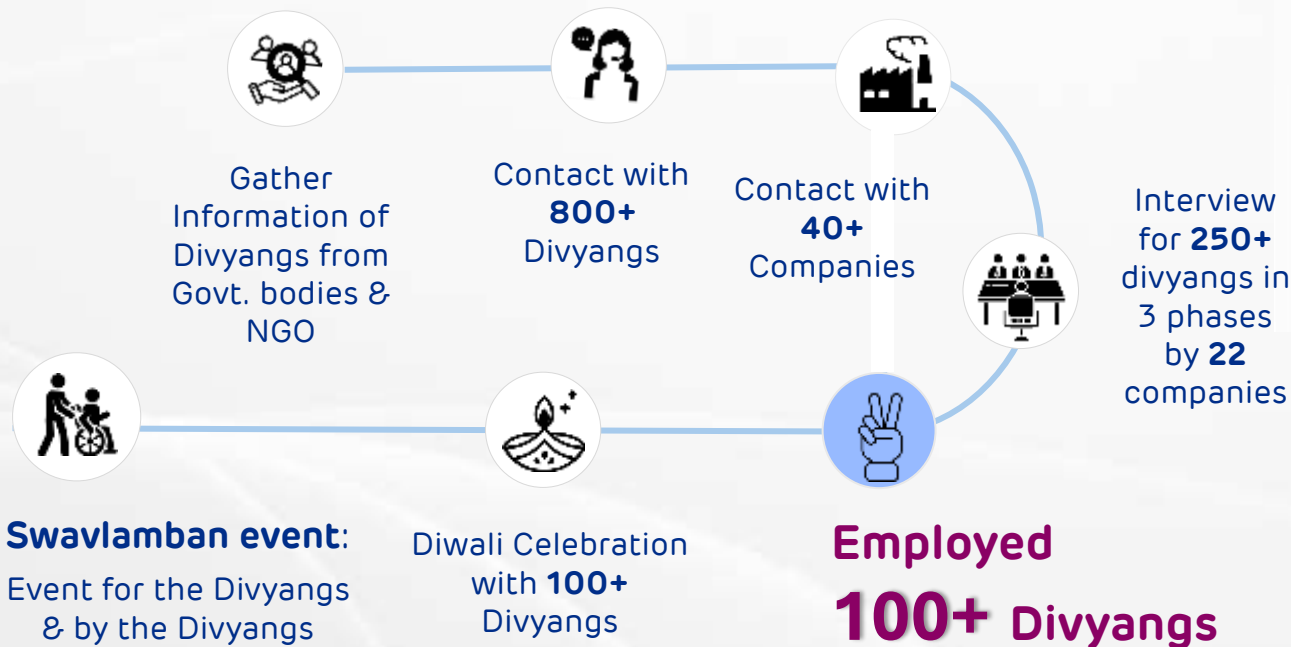 Gather
Information of
Divyangs from
Govt. bodies &
NGO
Contact with
800+
Divyangs
Contact with
40+
Companies
Interview
for 250+
divyangs in
3 phases
by 22
companies
Employed
100+ Divyangs
Diwali Celebration
with 100+
Divyangs
Swavlamban event:
Event for the Divyangs
& by the Divyangs